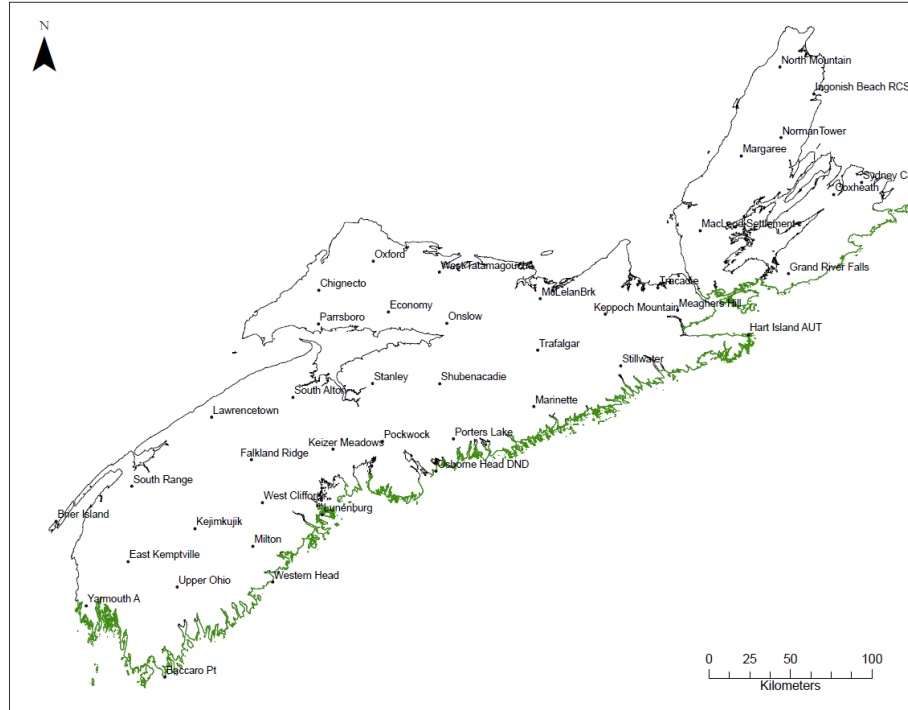 N
North Mountain
Ingonish Beach RCS
NormanTower
Margaree
Sydney C
Coxheath
MacLeod Settlement
Grand River Falls
Oxford
West Tatamagouche
Tracadie
Chignecto
McLelanBrk
Meaghers Hill
Keppoch Mountain
Economy
Parrsboro
Onslow
Hart Island AUT
Trafalgar
Stillwater
Stanley
Shubenacadie
South Alton
Marinette
Lawrencetown
Porters Lake
Pockwock
Keizer Meadows
Falkland Ridge
Osborne Head DND
South Range
West Clifford
Lunenburg
Brier Island
Kejimkujik
Milton
East Kemptville
Upper Ohio
Western Head
Yarmouth A
Baccaro Pt
0 25 50 100
Kilometers